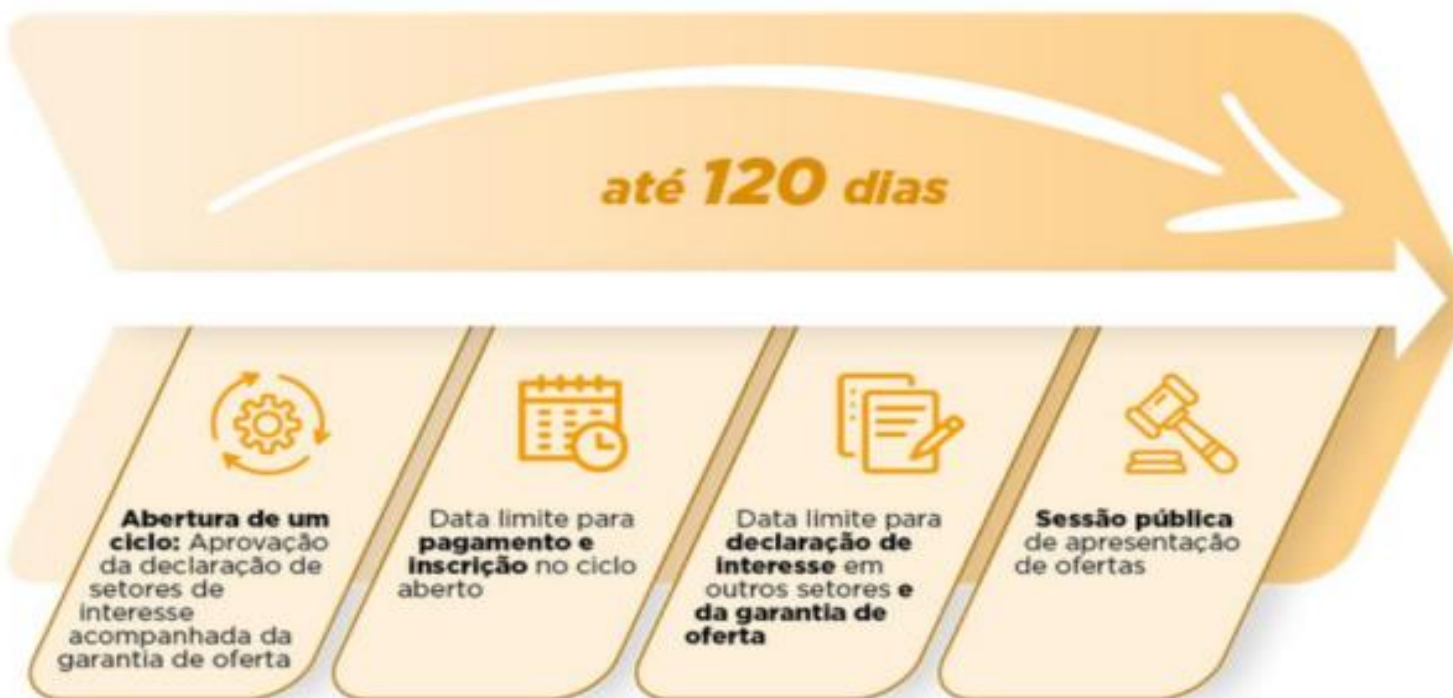 até 120 dias
Abertura de um
ciclo: Aprovação
da declaração de
setores de
interesse
acompanhada da
garantia de oferta
Data limite para
pagamento e
inscrição no ciclo
aberto
Data limite para
declaração de
interesse em
outros setores e
da garantia de
oferta
Sessão pública
de apresentação
de ofertas